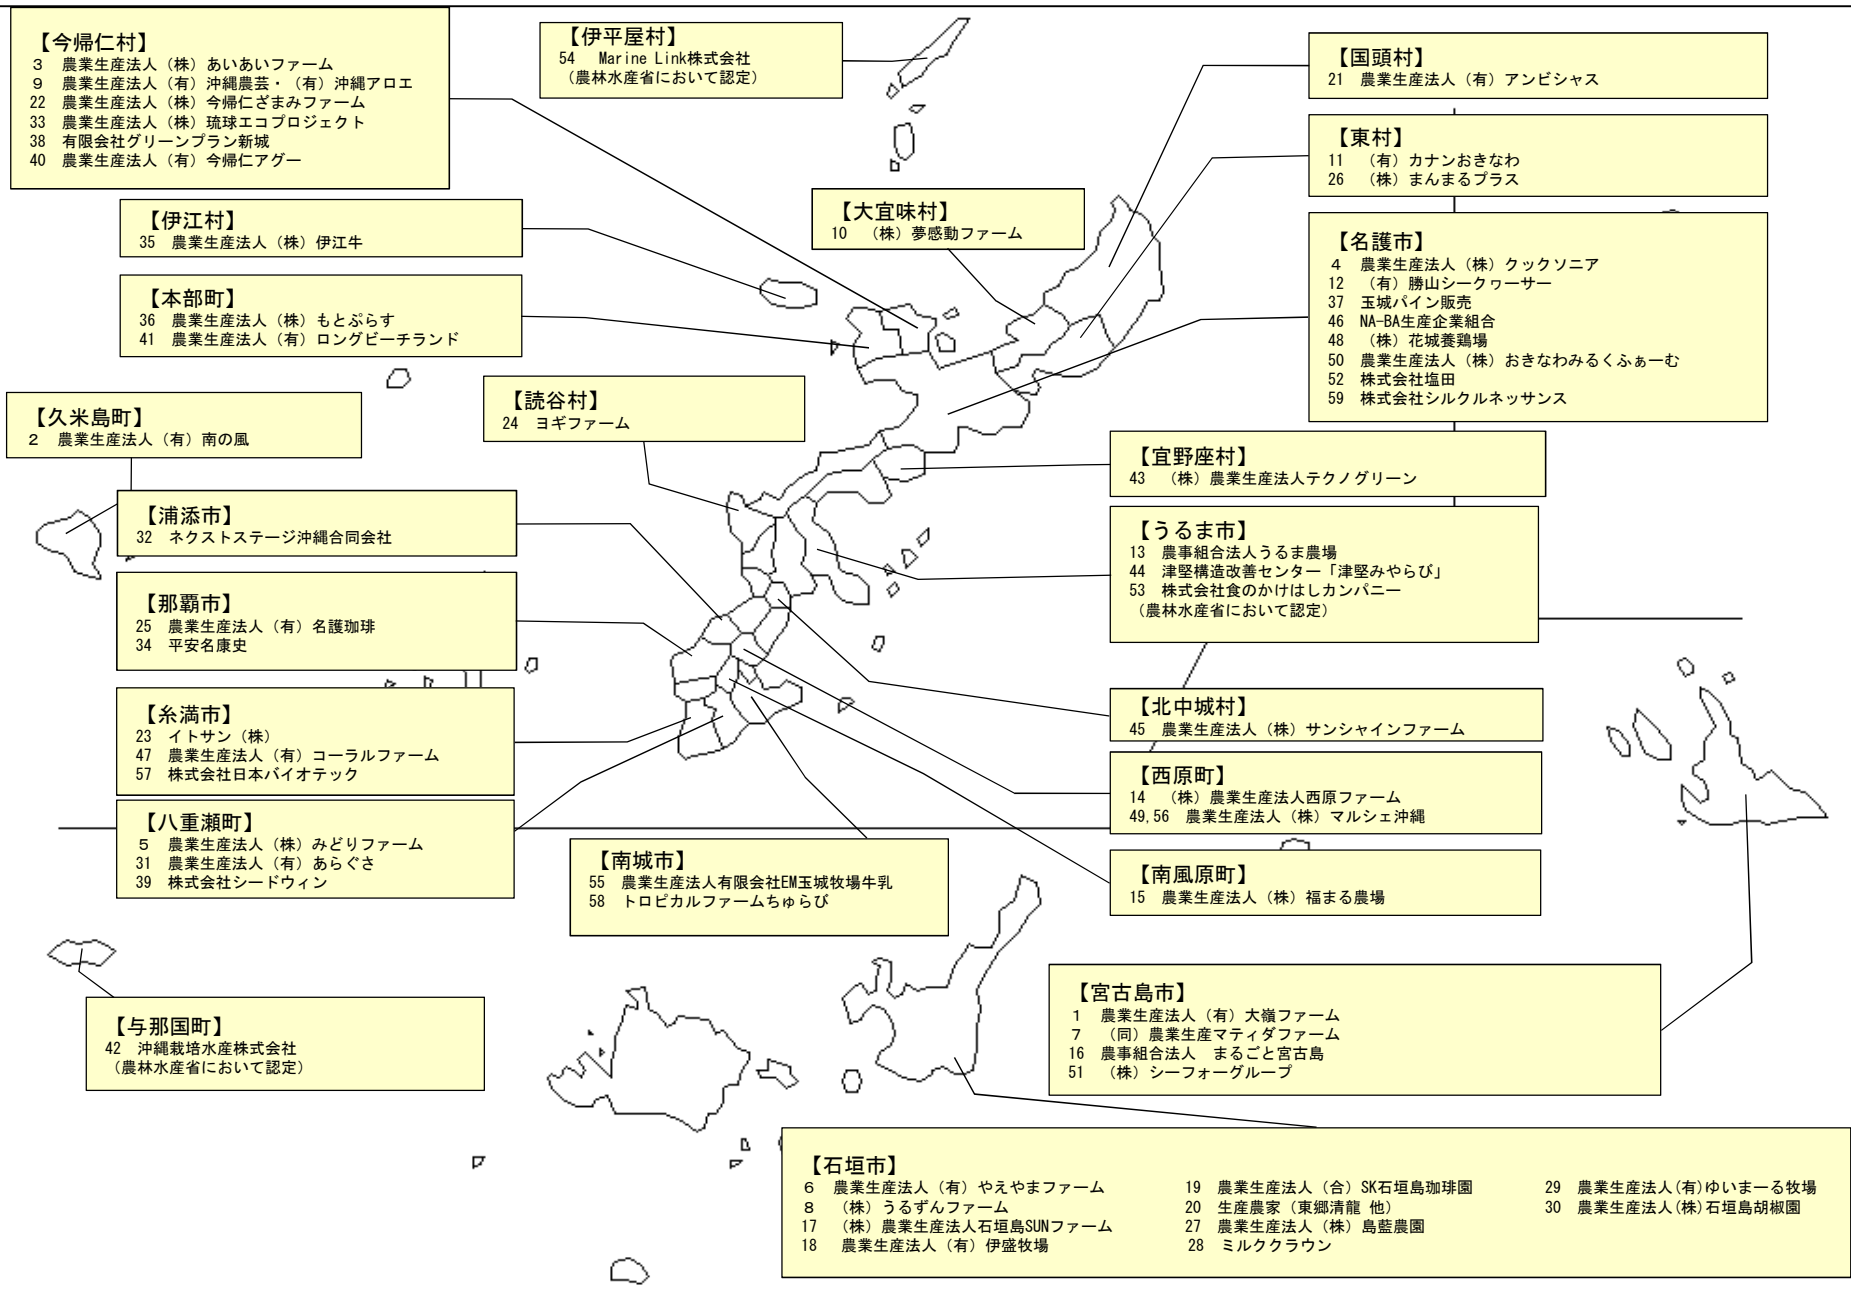 【今帰仁村】
3 農業生産法人（株）あいあいファーム
9 農業生産法人（有）沖縄農芸・（有）沖縄アロエ
22 農業生産法人（株）今帰仁ざまみファーム
33 農業生産法人（株）琉球エコプロジェクト
38 有限会社グリーンプラン新城
40 農業生産法人（有）今帰仁アグー
【伊平屋村】
54 Marine Link株式会社
（農林水産省において認定）
【国頭村】
21 農業生産法人（有）アンビシャス
【東村】
11 （有）カナンおきなわ
26 （株）まんまるプラス
【伊江村】
35 農業生産法人（株）伊江牛
【大宜味村】
10 （株）夢感動ファーム
【名護市】
4 農業生産法人（株）クックソニア
12 （有）勝山シークヮーサー
37 玉城パイン販売
46 NA-BA生産企業組合
48 （株）花城養鶏場
50 農業生産法人（株）おきなわみるくふぁーむ
52 株式会社塩田
59 株式会社シルクルネッサンス
【本部町】
36 農業生産法人（株）もとぷらす
41 農業生産法人（有）ロングビーチランド
【久米島町】
2 農業生産法人（有）南の風
【読谷村】
24 ヨギファーム
【宜野座村】
43 （株）農業生産法人テクノグリーン
【浦添市】
32 ネクストステージ沖縄合同会社
【うるま市】
13 農事組合法人うるま農場
44 津堅構造改善センター「津堅みやらび」
53 株式会社食のかけはしカンパニー
（農林水産省において認定）
【那覇市】
25 農業生産法人（有）名護珈琲
34 平安名康史
【糸満市】
23 イトサン（株）
47 農業生産法人（有）コーラルファーム
57 株式会社日本バイオテック
【北中城村】
45 農業生産法人（株）サンシャインファーム
【西原町】
14 （株）農業生産法人西原ファーム
49,56 農業生産法人（株）マルシェ沖縄
【八重瀬町】
5 農業生産法人（株）みどりファーム
31 農業生産法人（有）あらぐさ
39 株式会社シードウィン
【南城市】
55 農業生産法人有限会社EM玉城牧場牛乳
58 トロピカルファームちゅらび
【南風原町】
15 農業生産法人（株）福まる農場
【与那国町】
42 沖縄栽培水産株式会社
（農林水産省において認定）
【宮古島市】
1 農業生産法人（有）大嶺ファーム
7 （同）農業生産マティダファーム
16 農事組合法人 まるごと宮古島
51 （株）シーフォーグループ
【石垣市】
6 農業生産法人（有）やえやまファーム
8 （株）うるずんファーム
17 （株）農業生産法人石垣島SUNファーム
18 農業生産法人（有）伊盛牧場
19 農業生産法人（合）SK石垣島珈琲園
20 生産農家（東郷清龍 他）
27 農業生産法人（株）島藍農園
28 ミルククラウン
29 農業生産法人(有)ゆいまーる牧場
30 農業生産法人(株)石垣島胡椒園